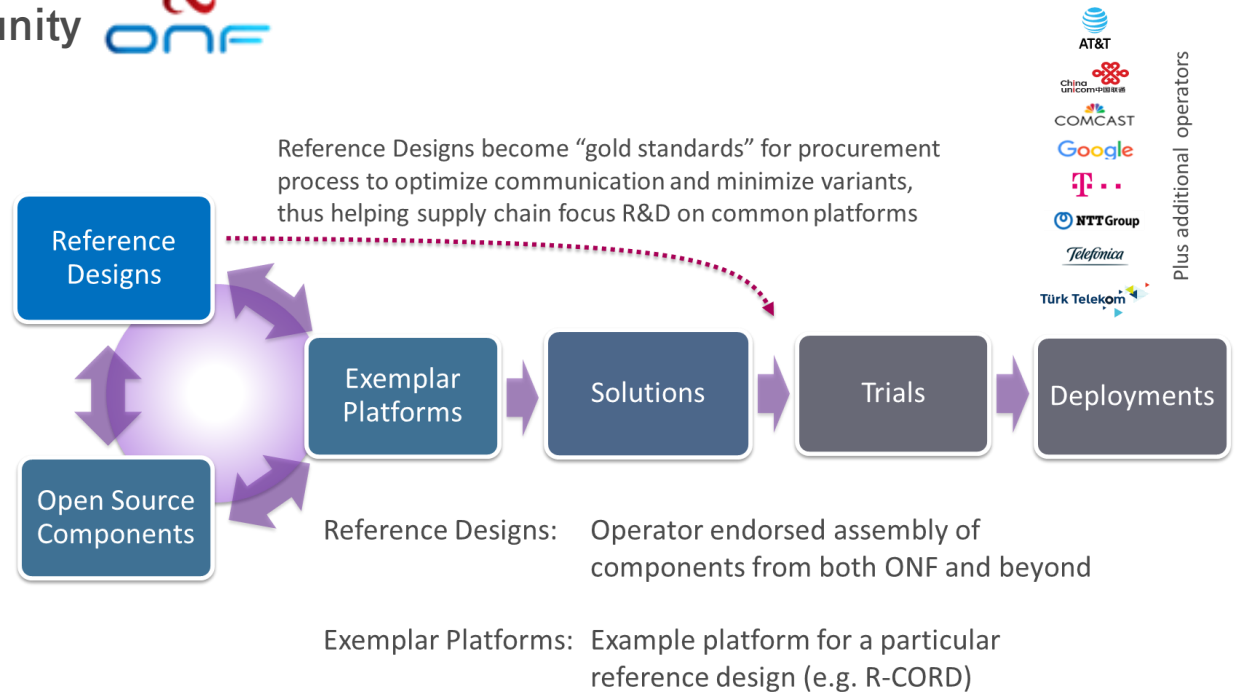 ONF
AT&T
China
unicom中国联通
COMCAST
Google
T
NTT Group
Telefónica
Türk Telekom
Plus additional operators
Reference Designs become “gold standards” for procurement
process to optimize communication and minimize variants,
thus helping supply chain focus R&D on common platforms
Reference
Designs
Exemplar
Platforms
Solutions
Trials
Deployments
Open Source
Components
Reference Designs: Operator endorsed assembly of
components from both ONF and beyond
Exemplar Platforms: Example platform for a particular
reference design (e.g. R-CORD)